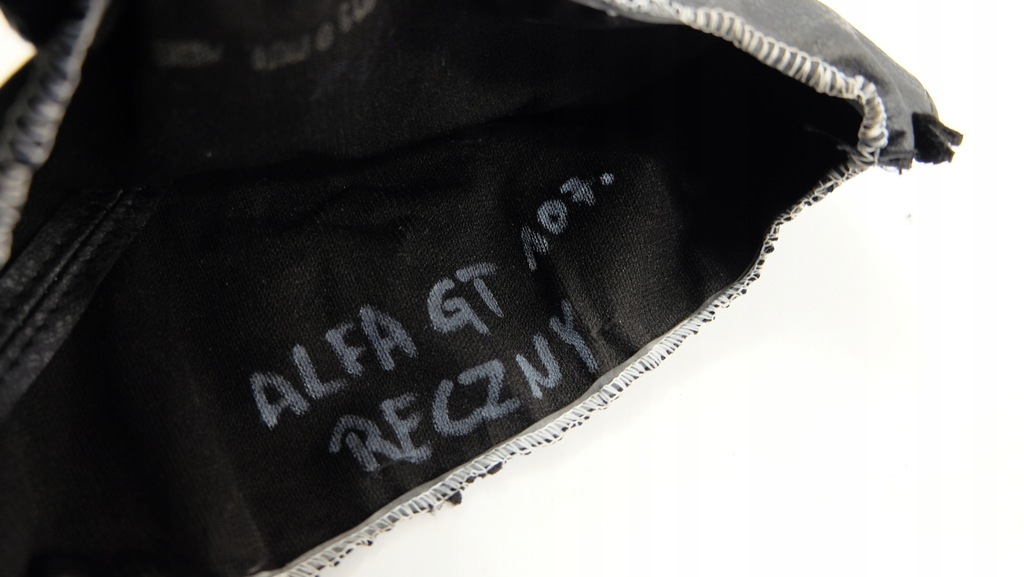 ALFA GT 107.
RECZNY